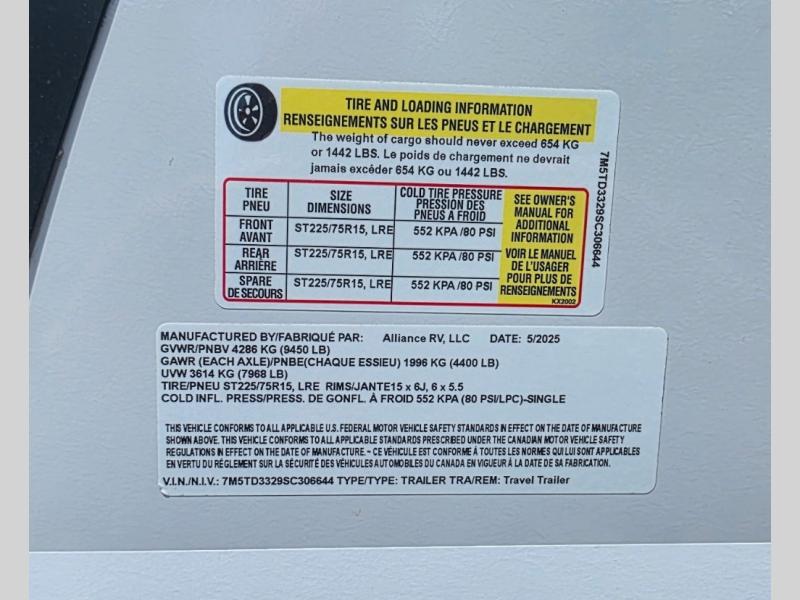 TIRE AND LOADING INFORMATION
RENSEIGNEMENTS SUR LES PNEUS ET LE CHARGEMENT
The weight of cargo should never exceed 654 KG
or 1442 LBS. Le poids de chargement ne devrait
jamais excéder 654 KG ou 1442 LBS.
TIRE PNEU SIZE DIMENSIONS COLD TIRE PRESSURE PRESSION DES PNEUS A FROID
FRONT AVANT ST225/75R15, LRE 552 KPA /80 PSI
REAR ARRIÈRE ST225/75R15, LRE 552 KPA /80 PSI
SPARE DE SECOURS ST225/75R15, LRE 552 KPA /80 PSI
SEE OWNER'S
MANUAL FOR
ADDITIONAL
INFORMATION
VOIR LE MANUEL
DE L'USAGER
POUR PLUS DE
RENSEIGNEMENTS
KX2002
7M5TD3329SC306644
MANUFACTURED BY/FABRIQUÉ PAR: Alliance RV, LLC DATE: 5/2025
GVWR/PNBV 4286 KG (9450 LB)
GAWR (EACH AXLE)/PNBE(CHAQUE ESSIEU) 1996 KG (4400 LB)
UVW 3614 KG (7968 LB)
TIRE/PNEU ST225/75R15, LRE RIMS/JANTE15 x 6J, 6 x 5.5
COLD INFL. PRESS/PRESS. DE GONFL. À FROID 552 KPA (80 PSI/LPC)-SINGLE
THIS VEHICLE CONFORMS TO ALL APPLICABLE U.S. FEDERAL MOTOR VEHICLE SAFETY STANDARDS IN EFFECT ON THE DATE OF MANUFACTURE
SHOWN ABOVE. THIS VEHICLE CONFORMS TO ALL APPLICABLE STANDARDS PRESCRIBED UNDER THE CANADIAN MOTOR VEHICLE SAFETY
REGULATIONS IN EFFECT ON THE DATE OF MANUFACTURE. - CE VÉHICULE EST CONFORME À TOUTES LES NORMES QUI LUI SONT APPLICABLES
EN VERTU DU RÉGLEMENT SUR LA SÉCURITÉ DES VÉHICULES AUTOMOBILES DU CANADA EN VIGUEUR À LA DATE DE SA FABRICATION.
V.I.N./N.I.V.: 7M5TD3329SC306644 TYPE/TYPE: TRAILER TRA/REM: Travel Trailer